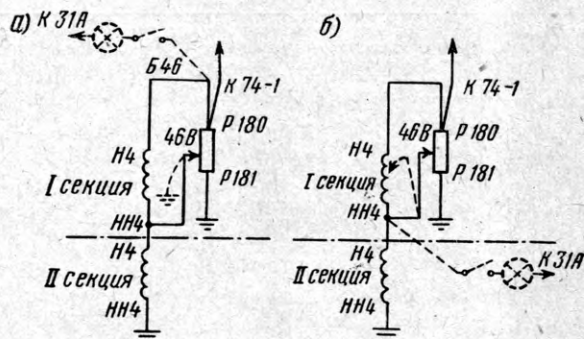 а)
К 31А
Б46
К 74-1
46В
Р180
Н4
Р181
I секция
НН4
Н4
II секция
НН4
б)
К 74-1
46В
Р180
Н4
Р181
I секция
НН4
Н4
К 31А
II секция
НН4